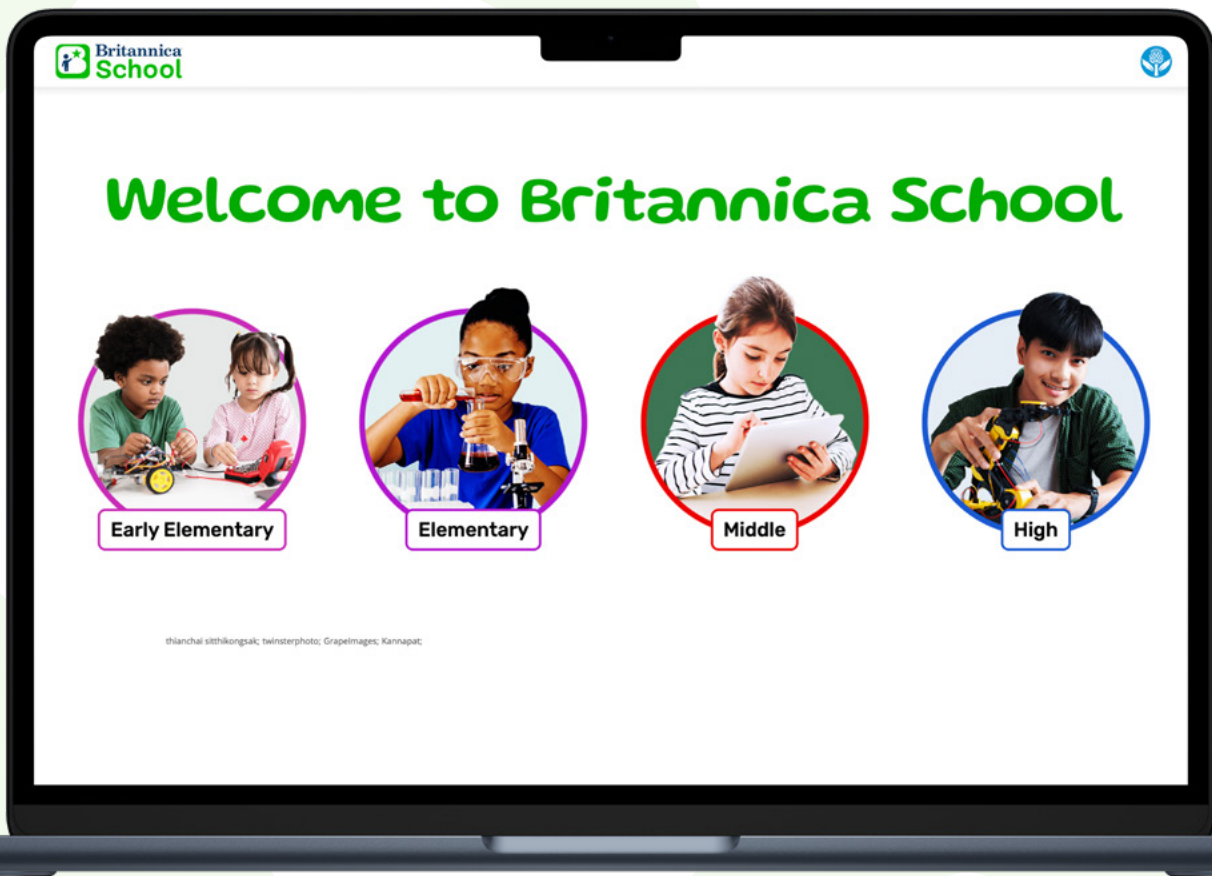 Britannica
School
Welcome to Britannica School
Early Elementary
Elementary
Middle
High
thianchai sitthikongsak; twinsterphoto; GrapeImages; Kannapat;